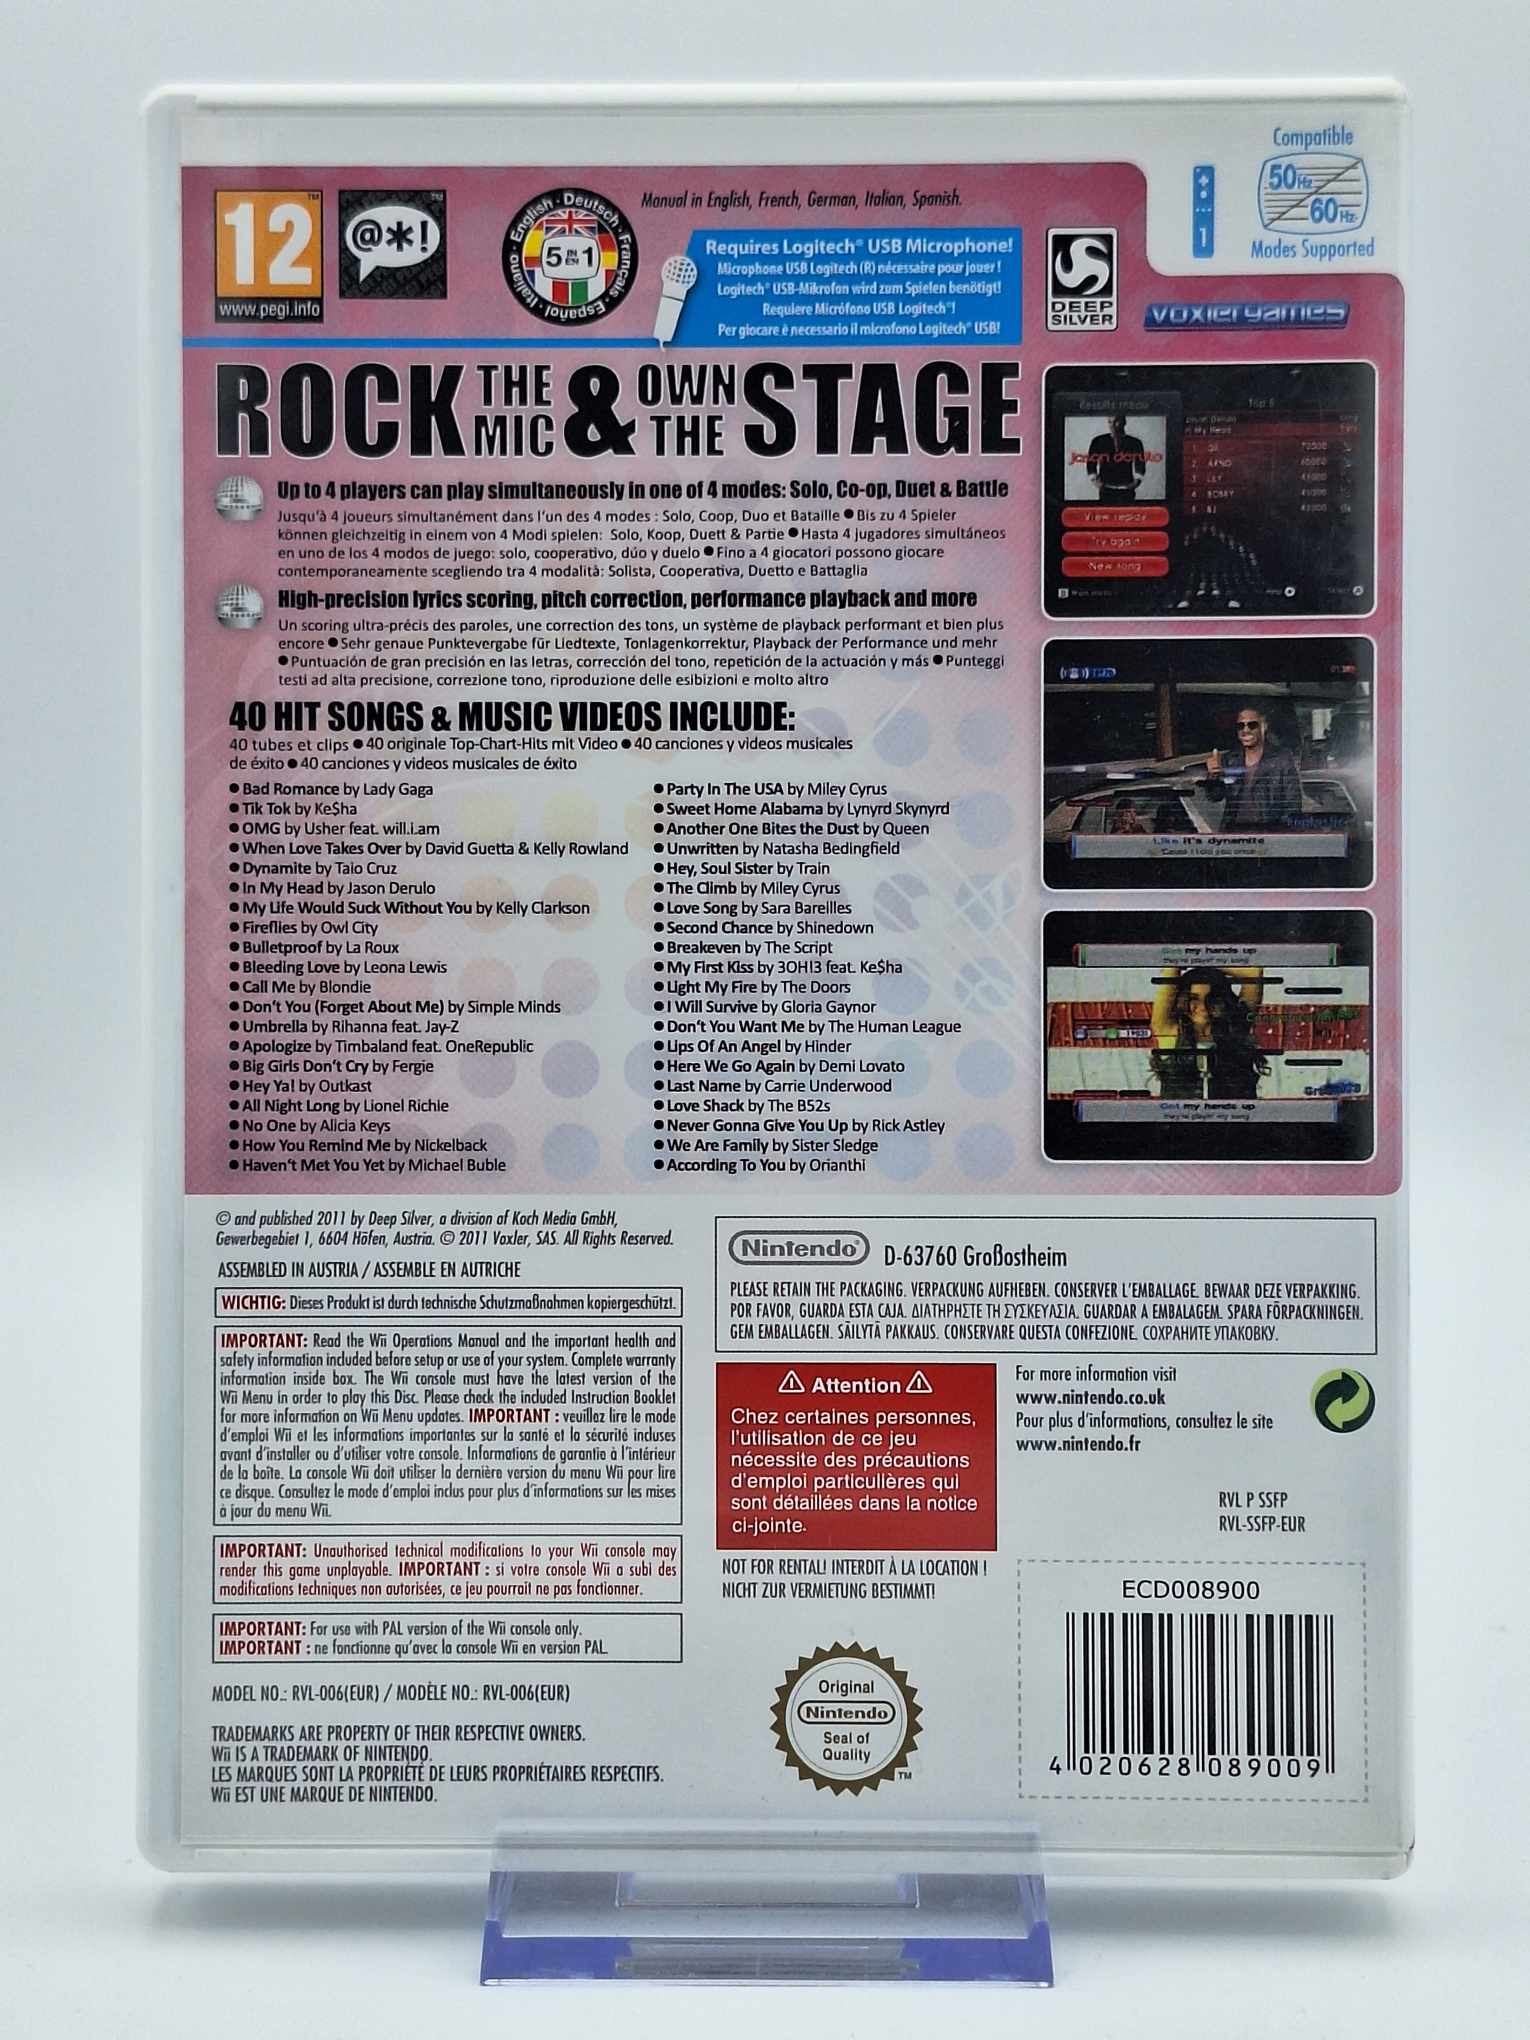 Compatible
50Hz
60Hz
Modes Supported
1
12
www.pegi.info
@*!
English · Deutsch · Français · Español · Italiano
5 IN EN 1
Manual in English, French, German, Italian, Spanish.
Requires Logitech® USB Microphone!
Microphone USB Logitech (R) nécessaire pour jouer !
Logitech® USB-Mikrofon wird zum Spielen benötigt!
Requiere Micrófono USB Logitech®!
Per giocare è necessario il microfono Logitech® USB!
DEEP
SILVER
voxlergames
ROCK THE MIC & OWN THE STAGE
Up to 4 players can play simultaneously in one of 4 modes: Solo, Co-op, Duet & Battle
Jusqu'à 4 joueurs simultanément dans l'un des 4 modes : Solo, Coop, Duo et Bataille ● Bis zu 4 Spieler
können gleichzeitig in einem von 4 Modi spielen: Solo, Koop, Duett & Partie ● Hasta 4 jugadores simultáneos
en uno de los 4 modos de juego: solo, cooperativo, dúo y duelo ● Fino a 4 giocatori possono giocare
contemporaneamente scegliendo tra 4 modalità: Solista, Cooperativa, Duetto e Battaglia
High-precision lyrics scoring, pitch correction, performance playback and more
Un scoring ultra-précis des paroles, une correction des tons, un système de playback performant et bien plus
encore ● Sehr genaue Punktevergabe für Liedtexte, Tonlagenkorrektur, Playback der Performance und mehr
● Puntuación de gran precisión en las letras, corrección del tono, repetición de la actuación y más ● Punteggi
testi ad alta precisione, correzione tono, riproduzione delle esibizioni e molto altro
40 HIT SONGS & MUSIC VIDEOS INCLUDE:
40 tubes et clips ● 40 originale Top-Chart-Hits mit Video ● 40 canciones y videos musicales
de éxito ● 40 canciones y videos musicales de éxito
● Bad Romance by Lady Gaga
● Tik Tok by Ke$ha
● OMG by Usher feat. will.i.am
● When Love Takes Over by David Guetta & Kelly Rowland
● Dynamite by Taio Cruz
● In My Head by Jason Derulo
● My Life Would Suck Without You by Kelly Clarkson
● Fireflies by Owl City
● Bulletproof by La Roux
● Bleeding Love by Leona Lewis
● Call Me by Blondie
● Don't You (Forget About Me) by Simple Minds
● Umbrella by Rihanna feat. Jay-Z
● Apologize by Timbaland feat. OneRepublic
● Big Girls Don't Cry by Fergie
● Hey Ya! by Outkast
● All Night Long by Lionel Richie
● No One by Alicia Keys
● How You Remind Me by Nickelback
● Haven't Met You Yet by Michael Buble
● Party In The USA by Miley Cyrus
● Sweet Home Alabama by Lynyrd Skynyrd
● Another One Bites the Dust by Queen
● Unwritten by Natasha Bedingfield
● Hey, Soul Sister by Train
● The Climb by Miley Cyrus
● Love Song by Sara Bareilles
● Second Chance by Shinedown
● Breakeven by The Script
● My First Kiss by 3OH!3 feat. Ke$ha
● Light My Fire by The Doors
● I Will Survive by Gloria Gaynor
● Don't You Want Me by The Human League
● Lips Of An Angel by Hinder
● Here We Go Again by Demi Lovato
● Last Name by Carrie Underwood
● Love Shack by The B52s
● Never Gonna Give You Up by Rick Astley
● We Are Family by Sister Sledge
● According To You by Orianthi
Results menu
Jason derulo
View replay
Try again
New song
Top 5
Like it's dynamite
my hands up
they're playin' my song
Got my hands up
they're playin' my song
© and published 2011 by Deep Silver, a division of Koch Media GmbH,
Gewerbegebiet 1, 6604 Höfen, Austria. © 2011 Voxler, SAS. All Rights Reserved.
ASSEMBLED IN AUSTRIA / ASSEMBLE EN AUTRICHE
WICHTIG: Dieses Produkt ist durch technische Schutzmaßnahmen kopiergeschützt.
IMPORTANT: Read the Wii Operations Manual and the important health and
safety information included before setup or use of your system. Complete warranty
information inside box. The Wii console must have the latest version of the
Wii Menu in order to play this Disc. Please check the included Instruction Booklet
for more information on Wii Menu updates. IMPORTANT : veuillez lire le mode
d'emploi Wii et les informations importantes sur la santé et la sécurité incluses
avant d'installer ou d'utiliser votre console. Informations de garantie à l'intérieur
de la boîte. La console Wii doit utiliser la dernière version du menu Wii pour lire
ce disque. Consultez le mode d'emploi inclus pour plus d'informations sur les mises
à jour du menu Wii.
IMPORTANT: Unauthorised technical modifications to your Wii console may
render this game unplayable. IMPORTANT : si votre console Wii a subi des
modifications techniques non autorisées, ce jeu pourrait ne pas fonctionner.
IMPORTANT: For use with PAL version of the Wii console only.
IMPORTANT : ne fonctionne qu'avec la console Wii en version PAL.
MODEL NO.: RVL-006(EUR) / MODÈLE NO.: RVL-006(EUR)
TRADEMARKS ARE PROPERTY OF THEIR RESPECTIVE OWNERS.
Wii IS A TRADEMARK OF NINTENDO.
LES MARQUES SONT LA PROPRIÉTÉ DE LEURS PROPRIÉTAIRES RESPECTIFS.
Wii EST UNE MARQUE DE NINTENDO.
Nintendo® D-63760 Großostheim
PLEASE RETAIN THE PACKAGING. VERPACKUNG AUFHEBEN. CONSERVER L'EMBALLAGE. BEWAAR DEZE VERPAKKING.
POR FAVOR, GUARDA ESTA CAJA. ΔΙΑΤΗΡΗΣΤΕ ΤΗ ΣΥΣΚΕΥΑΣΙΑ. GUARDAR A EMBALAGEM. SPARA FÖRPACKNINGEN.
GEM EMBALLAGEN. SÄILYTÄ PAKKAUS. CONSERVARE QUESTA CONFEZIONE. СОХРАНИТЕ УПАКОВКУ.
⚠ Attention ⚠
Chez certaines personnes,
l'utilisation de ce jeu
nécessite des précautions
d'emploi particulières qui
sont détaillées dans la notice
ci-jointe.
NOT FOR RENTAL! INTERDIT À LA LOCATION !
NICHT ZUR VERMIETUNG BESTIMMT!
For more information visit
www.nintendo.co.uk
Pour plus d'informations, consultez le site
www.nintendo.fr
RVL P SSFP
RVL-SSFP-EUR
Original
Nintendo
Seal of
Quality
TM
ECD008900
4 020628 089009